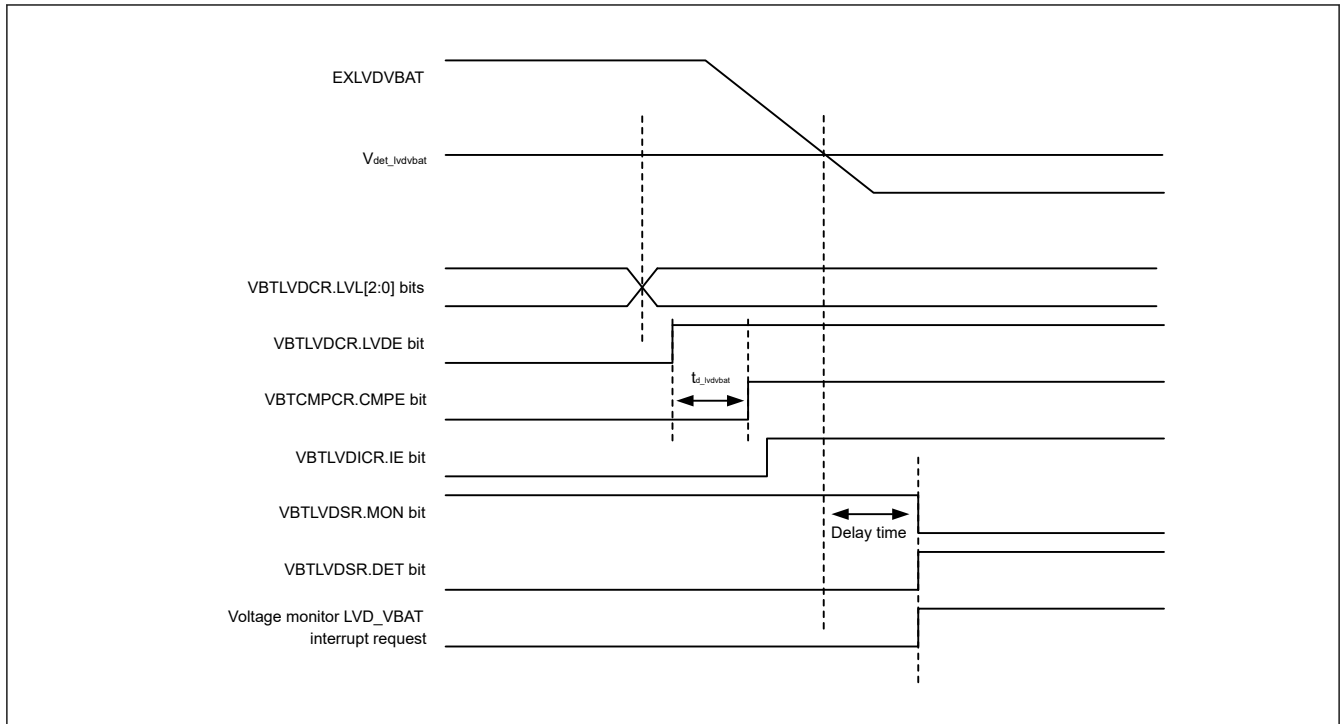 EXLVDVBAT
Vdet_lvdvbat
VBTLVDCR.LVL[2:0] bits
VBTLVDCR.LVDE bit
td_lvdvbat
VBTCMPCR.CMPE bit
VBTLVDICR.IE bit
VBTLVDSR.MON bit
Delay time
VBTLVDSR.DET bit
Voltage monitor LVD_VBAT
interrupt request